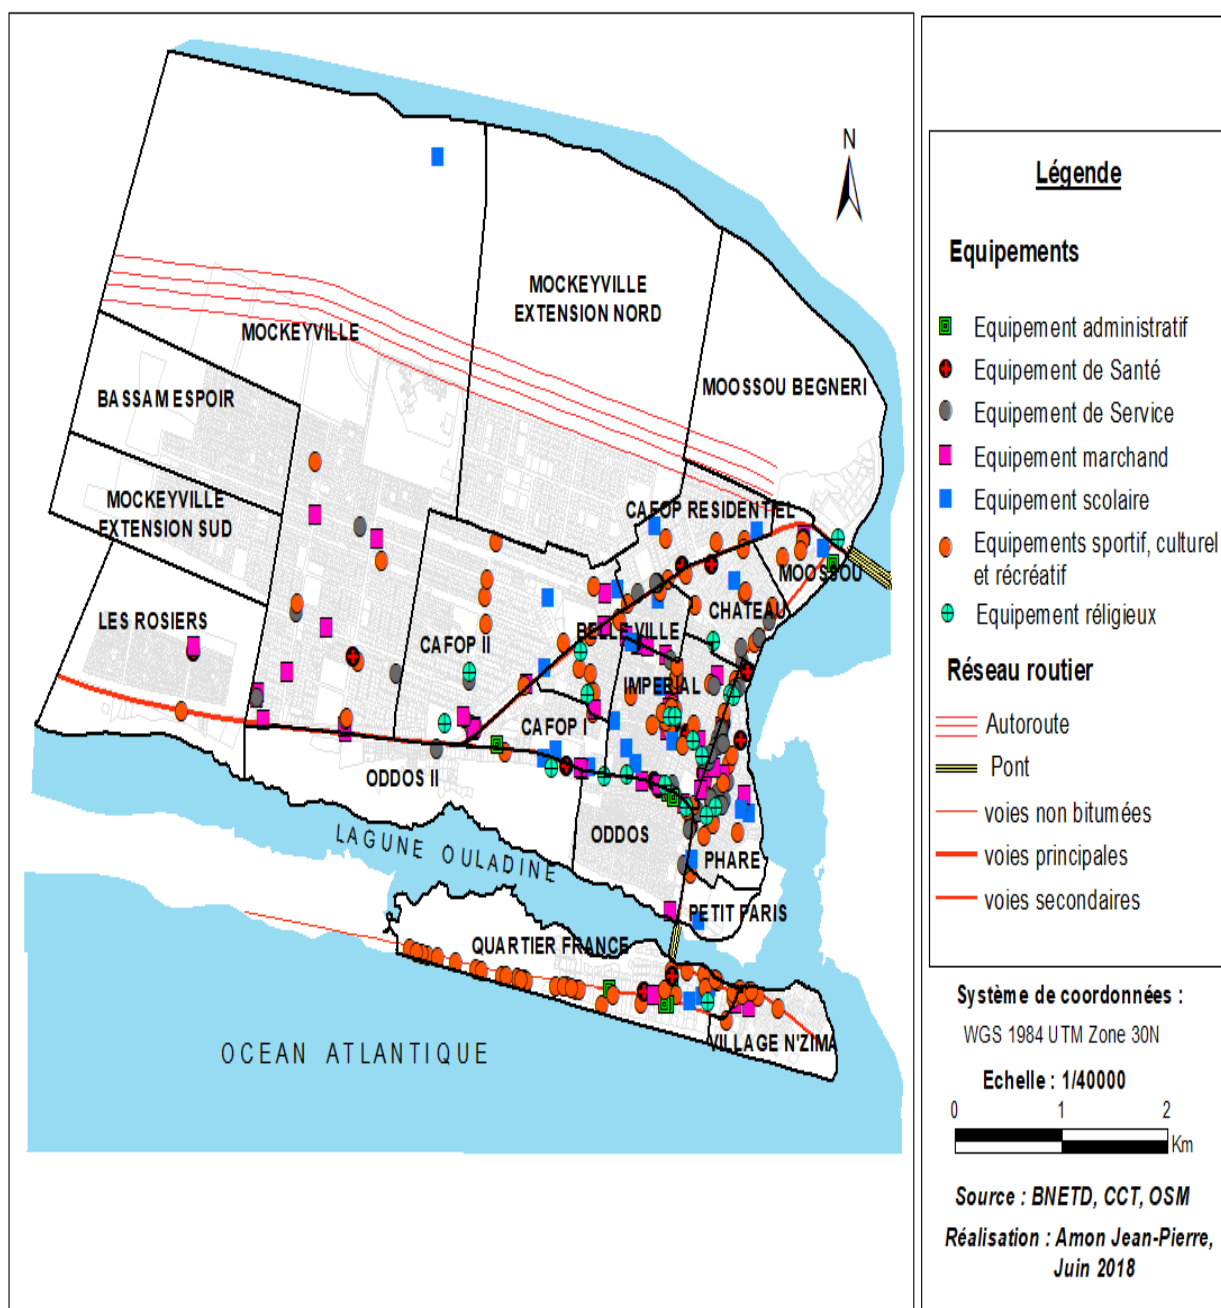 N
MOCKEYVILLE
EXTENSION NORD
MOCKEYVILLE
MOOSSOU BEGNERI
BASSAM ESPOIR
MOCKEYVILLE
EXTENSION SUD
CAFOP RESIDENTIEL
MOOSSOU
CHATEAU
LES ROSIERS
BELLE VILLE
CAFOP II
IMPERIAL
CAFOP I
ODDOS II
ODDOS
LAGUNE OULADINE
PHARE
PETIT PARIS
QUARTIER FRANCE
VILLAGE N'ZIMA
OCEAN ATLANTIQUE
Légende
Equipements
Equipement administratif
Equipement de Santé
Equipement de Service
Equipement marchand
Equipement scolaire
Equipements sportif, culturel
et récréatif
Equipement réligieux
Réseau routier
Autoroute
Pont
voies non bitumées
voies principales
voies secondaires
Système de coordonnées :
WGS 1984 UTM Zone 30N
Echelle : 1/40000
0 1 2
Km
Source : BNETD, CCT, OSM
Réalisation : Amon Jean-Pierre,
Juin 2018